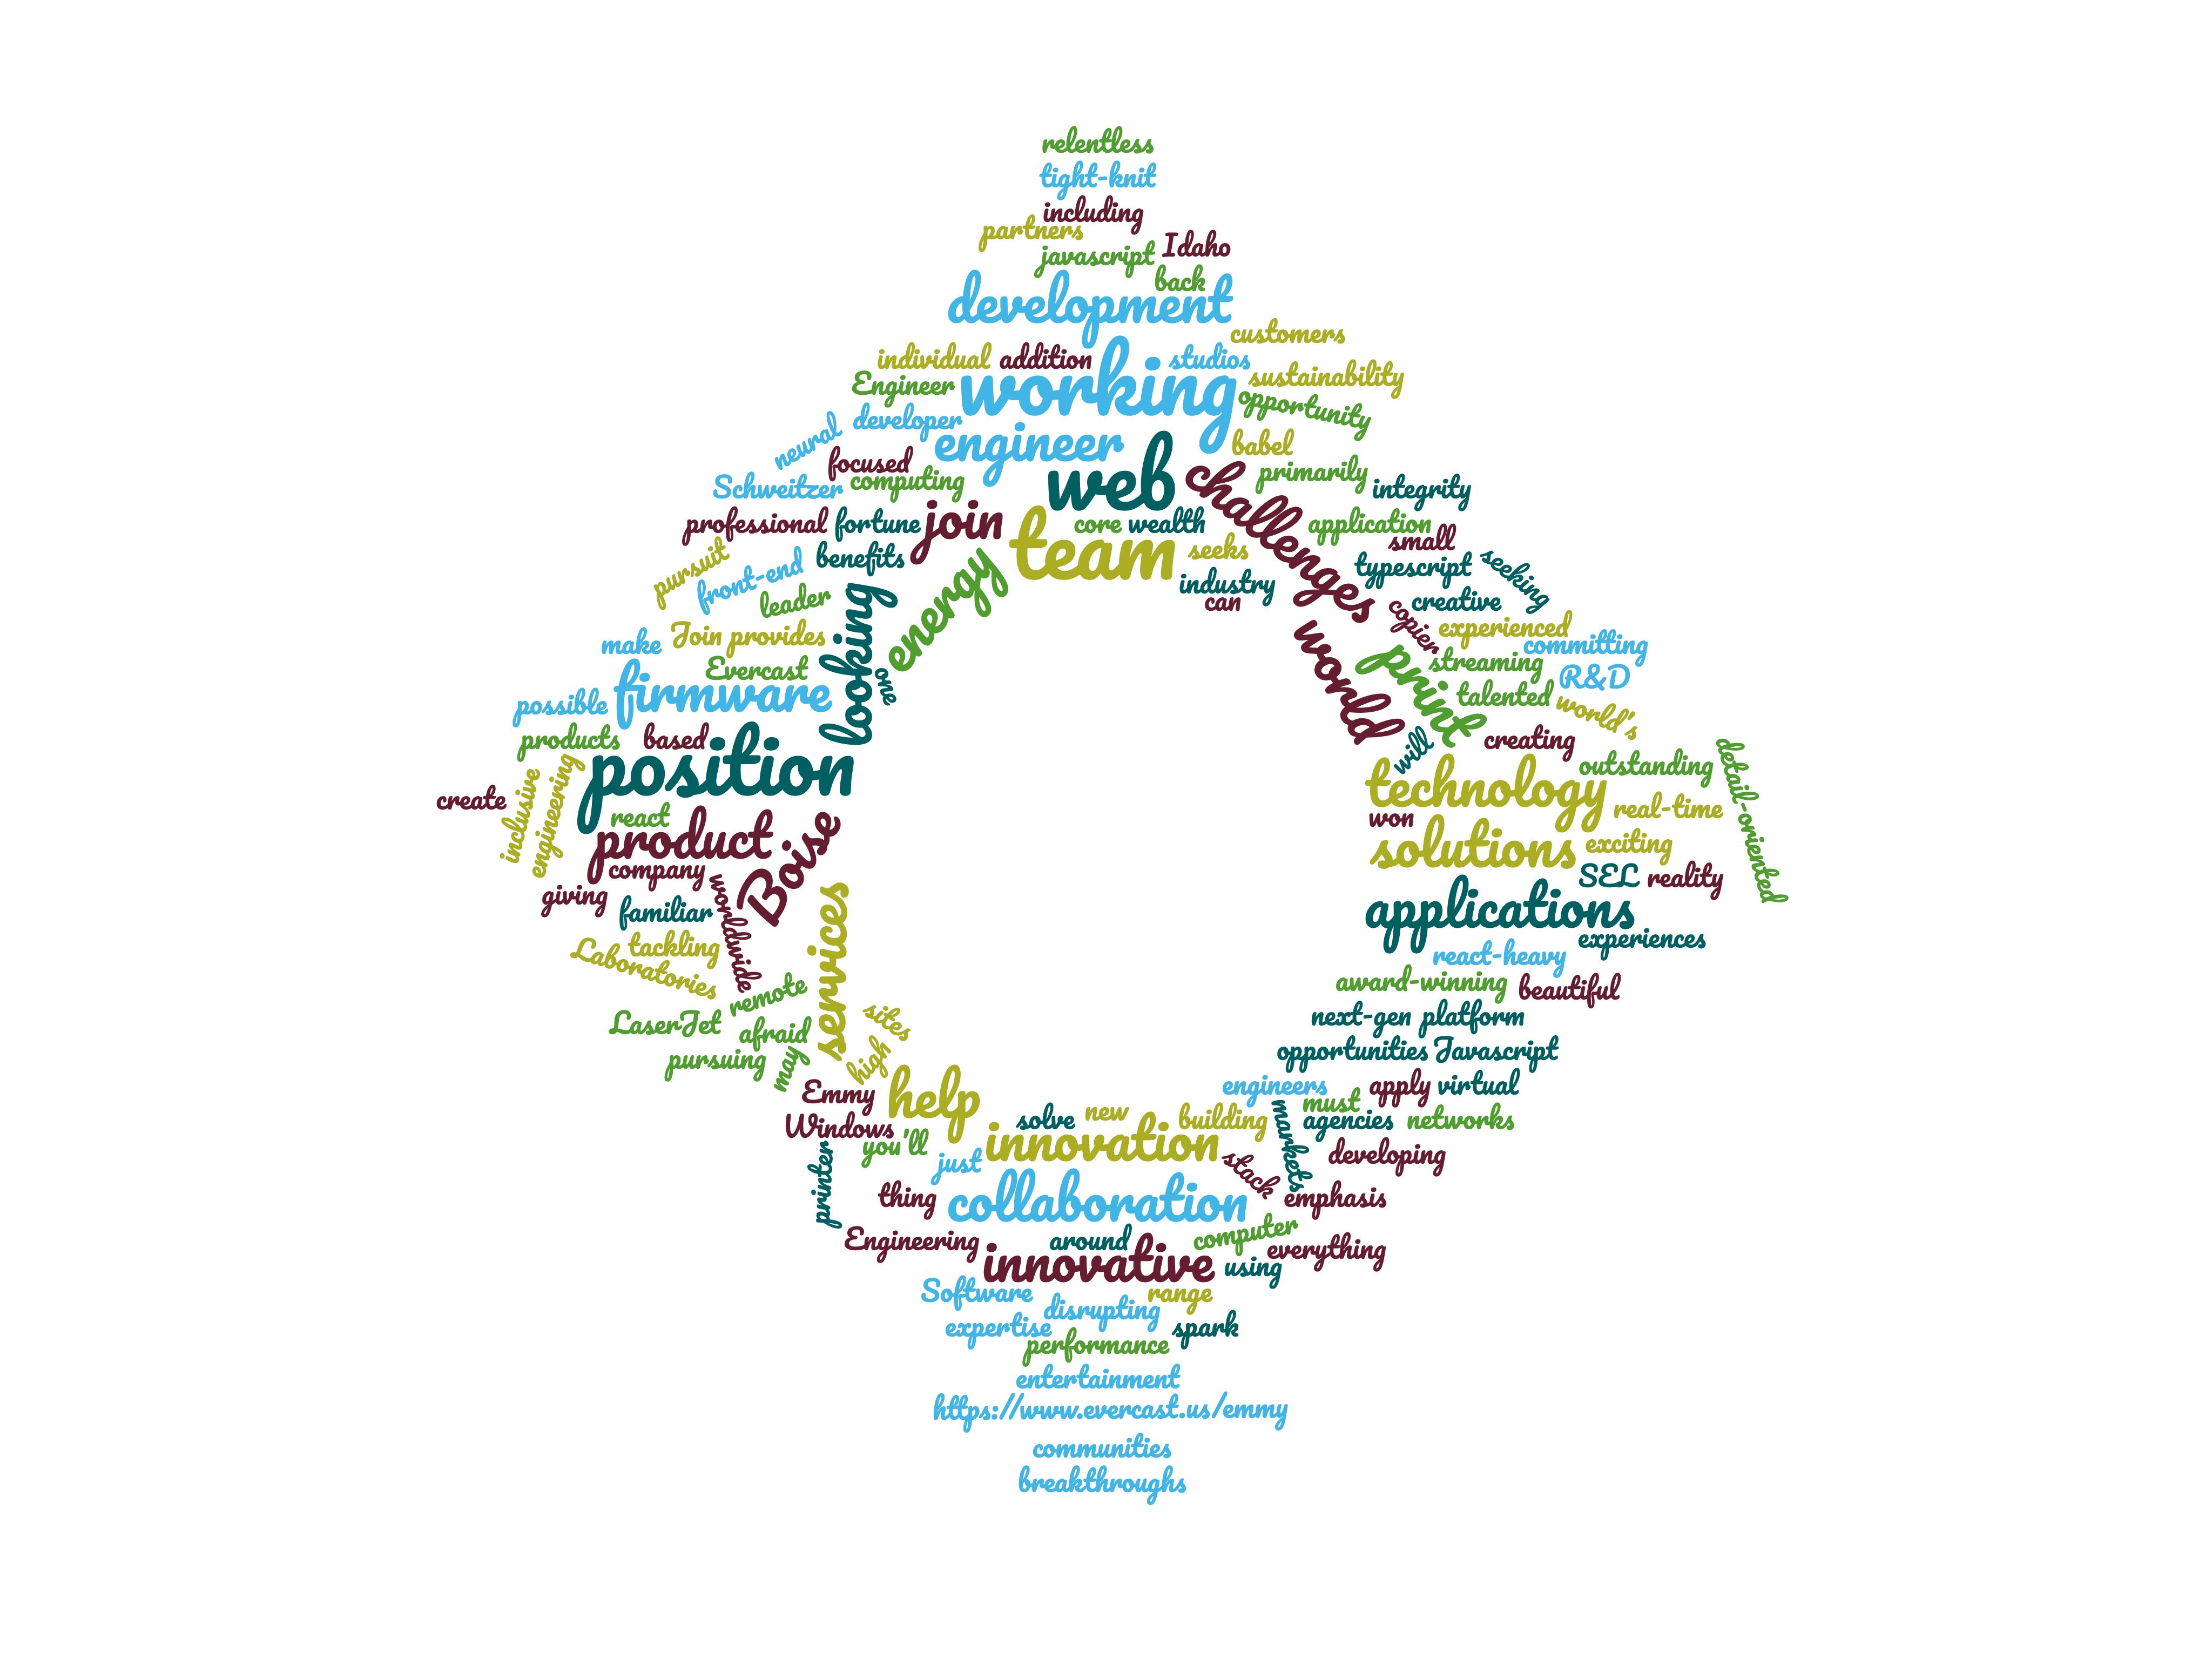 relentless
tight-knit
including
partners
javascript Idaho
back
development
customers
individual addition studios
Engineer working sustainability
opportunity
neural developer
engineer babel
focused web challenges primarily
Schweitzer computing integrity
professional fortune join core wealth application
small
pursuit front-end benefits team seeks typescript seeking
leader looking energy industry
can copier creative
make Join provides world experienced
committing
Evercast one print streaming R&D
possible firmware talented world's
products based will creating
position technology outstanding detail-oriented
create inclusive engineering
react won real-time
product Boise solutions exciting
company SEL reality
giving familiar worldwide services applications
tackling experiences
Laboratories react-heavy
remote award-winning beautiful
LaserJet afraid sites next-gen platform
pursuing may high opportunities Javascript
Emmy help engineers apply virtual
must
Windows solve new building markets agencies networks
you'll innovation
printer just stack developing
thing collaboration emphasis
Engineering around computer everything
innovative using
Software range
disrupting
expertise spark
performance
entertainment
https://www.evercast.us/emmy
communities
breakthroughs